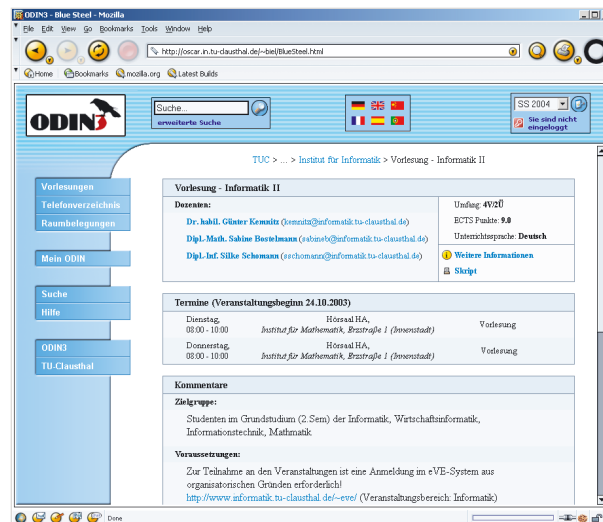 ODIN3 - Blue Steel - Mozilla
File Edit View Go Bookmarks Tools Window Help
http://oscar.in.tu-clausthal.de/~biel/BlueSteel.html
Home Bookmarks mozilla.org Latest Builds
ODIN3
Suche...
erweiterte Suche
SS 2004
Sie sind nicht
eingeloggt
TUC > ... > Institut für Informatik > Vorlesung - Informatik II
Vorlesungen
Telefonverzeichnis
Raumbelegungen
Mein ODIN
Suche
Hilfe
ODIN3
TU-Clausthal
Vorlesung - Informatik II
Dozenten:
Dr. habil. Günter Kemnitz (kemnitz@informatik.tu-clausthal.de)
Dipl.-Math. Sabine Bostelmann (sabineb@informatik.tu-clausthal.de)
Dipl.-Inf. Silke Schomann (sschomann@informatik.tu-clausthal.de)
Umfang: 4V/2Ü
ECTS Punkte: 9.0
Unterrichtssprache: Deutsch
Weitere Informationen
Skript
Termine (Veranstaltungsbeginn 24.10.2003)
Dienstag, Hörsaal HA,
08:00 - 10:00 Institut für Mathematik, Erzstraße 1 (Innenstadt) Vorlesung
Donnerstag, Hörsaal HA,
08:00 - 10:00 Institut für Mathematik, Erzstraße 1 (Innenstadt) Vorlesung
Kommentare
Zielgruppe:
Studenten im Grundstudium (2.Sem) der Informatik, Wirtschaftsinformatik,
Informationstechnik, Mathmatik
Voraussetzungen:
Zur Teilnahme an den Veranstaltungen ist eine Anmeldung im eVE-System aus
organisatorischen Gründen erforderlich!
http://www.informatik.tu-clausthal.de/~eve/ (Veranstaltungsbereich: Informatik)
Done